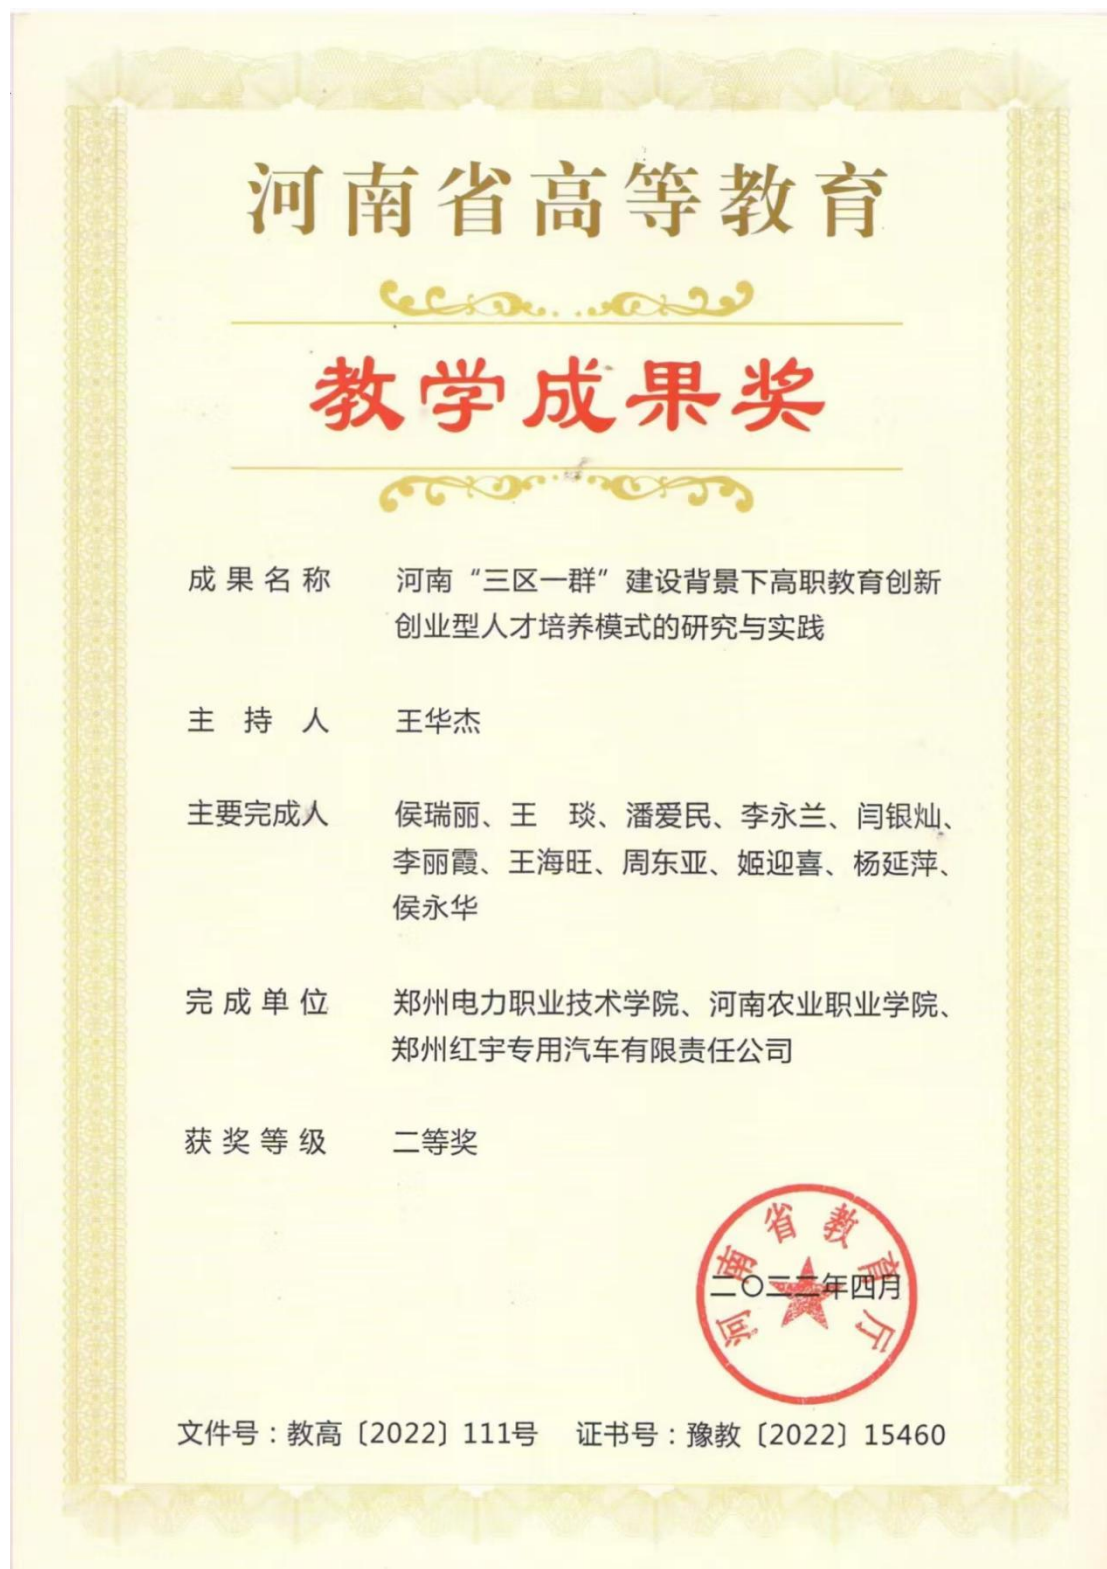 河南省高等教育
教学成果奖
成果名称 河南“三区一群”建设背景下高职教育创新
创业型人才培养模式的研究与实践
主持人 王华杰
主要完成人 侯瑞丽、王 琰、潘爱民、李永兰、闫银灿、
李丽霞、王海旺、周东亚、姬迎喜、杨延萍、
侯永华
完成单位 郑州电力职业技术学院、河南农业职业学院、
郑州红宇专用汽车有限责任公司
获奖等级 二等奖
河南省教育厅
二〇二二年四月
文件号：教高〔2022〕111号 证书号：豫教〔2022〕15460